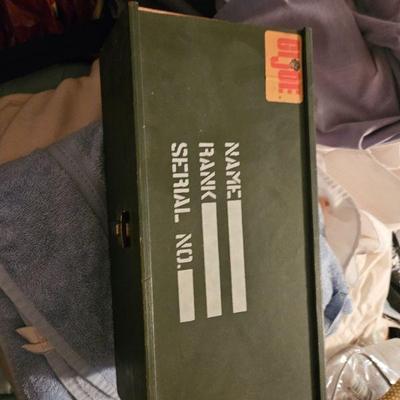 GI JOE
NAME
RANK
SERIAL NO.